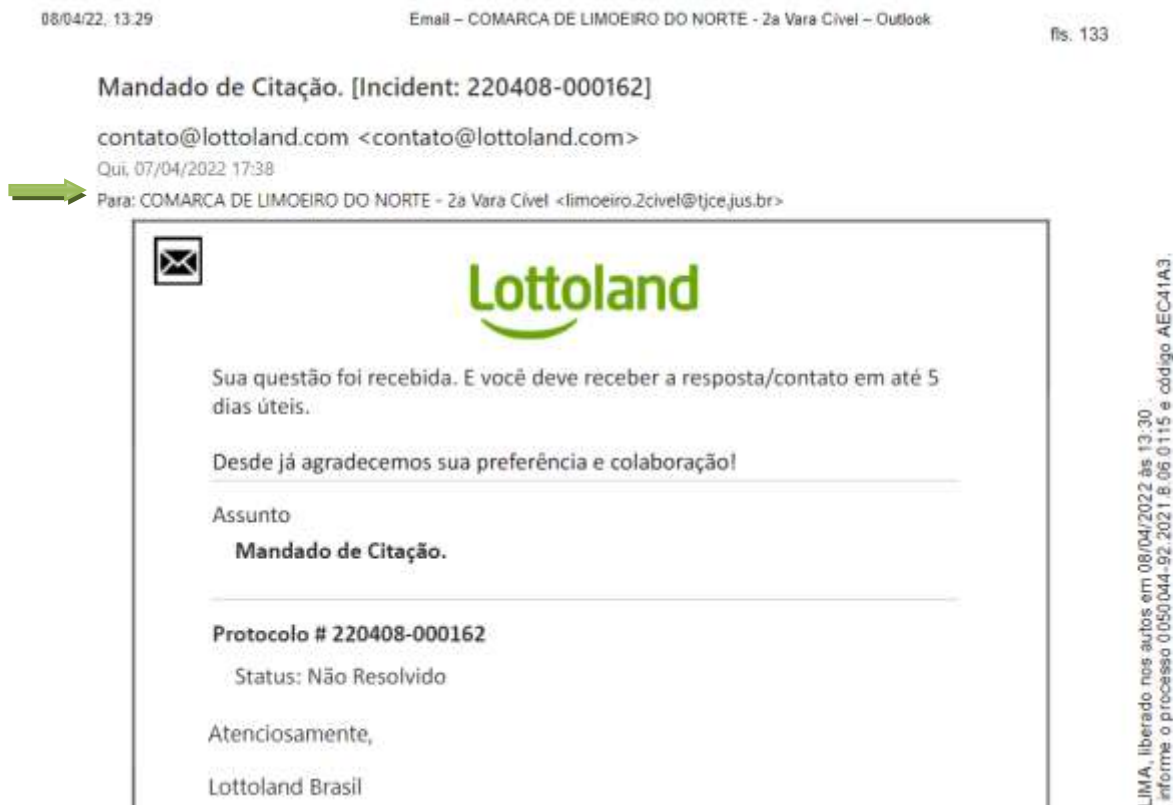 08/04/22, 13:29
Email – COMARCA DE LIMOEIRO DO NORTE - 2a Vara Cível – Outlook
fls. 133
Mandado de Citação. [Incident: 220408-000162]
contato@lottoland.com <contato@lottoland.com>
Qui, 07/04/2022 17:38
Para: COMARCA DE LIMOEIRO DO NORTE - 2a Vara Cível <limoeiro.2civel@tjce.jus.br>
Lottoland
Sua questão foi recebida. E você deve receber a resposta/contato em até 5
dias úteis.
Desde já agradecemos sua preferência e colaboração!
Assunto
Mandado de Citação.
Protocolo # 220408-000162
Status: Não Resolvido
Atenciosamente,
Lottoland Brasil
LIMA, liberado nos autos em 08/04/2022 às 13:30 .
informe o processo 0050044-92.2021.8.06.0115 e código AEC41A3.